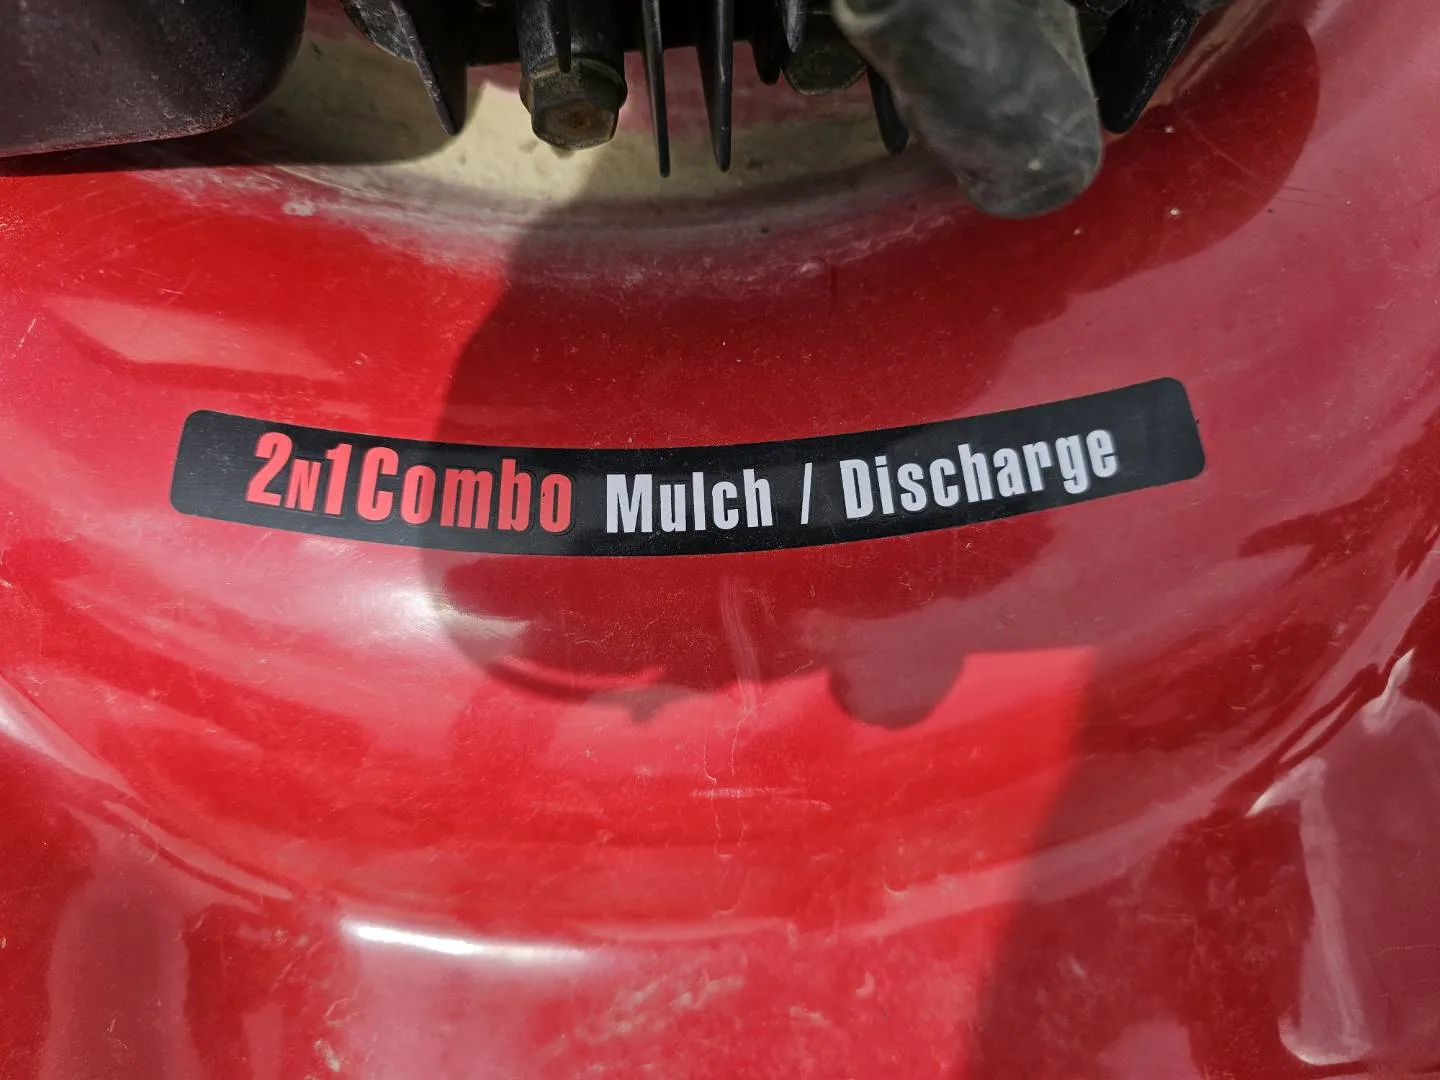 2N1Combo Mulch / Discharge